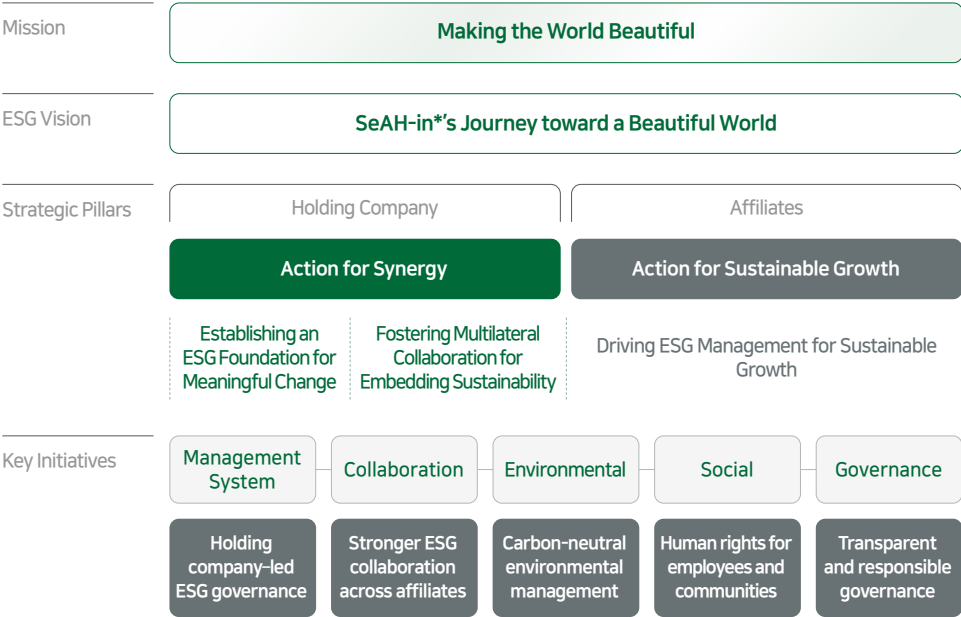 Mission
Making the World Beautiful
ESG Vision
SeAH-in*'s Journey toward a Beautiful World
Strategic Pillars
Holding Company
Affiliates
Action for Synergy
Action for Sustainable Growth
Establishing an
ESG Foundation for
Meaningful Change
Fostering Multilateral
Collaboration for
Embedding Sustainability
Driving ESG Management for Sustainable
Growth
Key Initiatives
Management
System
Collaboration
Environmental
Social
Governance
Holding
company-led
ESG governance
Stronger ESG
collaboration
across affiliates
Carbon-neutral
environmental
management
Human rights for
employees and
communities
Transparent
and responsible
governance